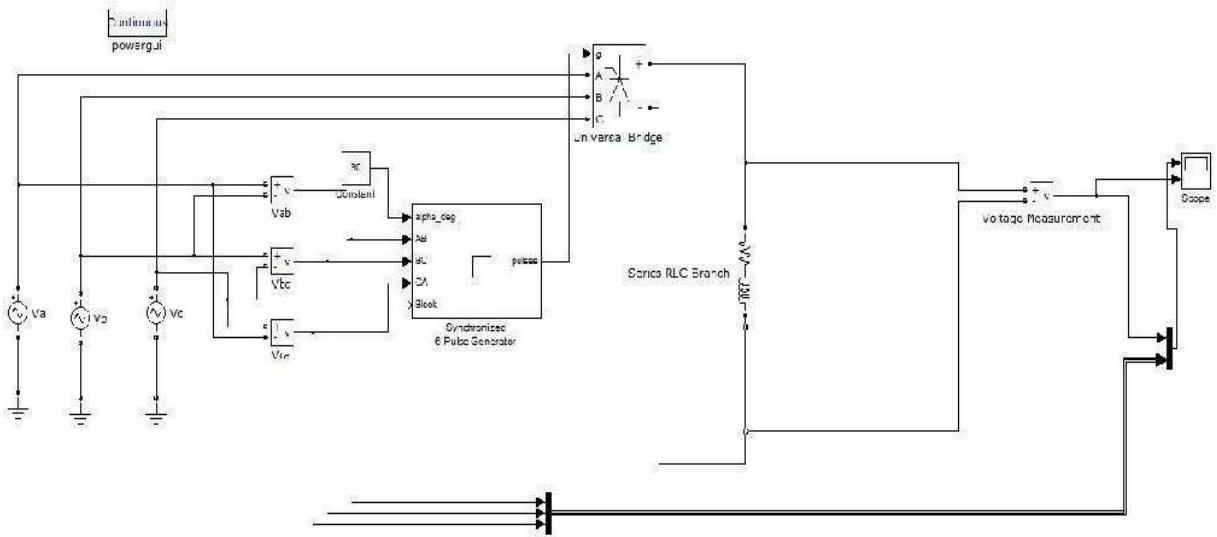 Continuous
powergui
g
A
B
C
+
-
Universal Bridge
30
Constant
+
-
v
Vab
alpha_deg
AB
BC
CA
Block
pulses
Synchronized
6 Pulse Generator
+
-
v
Vbc
+
-
v
Va
Vb
Vc
Series RLC Branch
+
-
v
Voltage Measurement
Scope